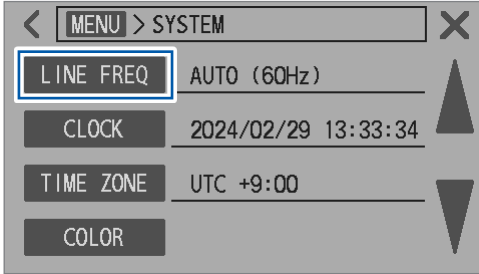 MENU > SYSTEM
LINE FREQ AUTO (60Hz)
CLOCK 2024/02/29 13:33:34
TIME ZONE UTC +9:00
COLOR